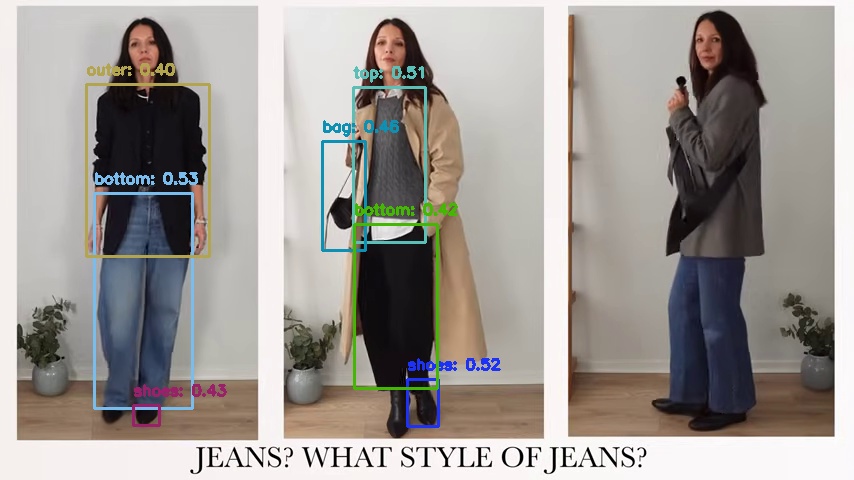 outer: 0.40
top: 0.51
bag: 0.46
bottom: 0.53
bottom: 0.42
shoes: 0.52
shoes: 0.43
JEANS? WHAT STYLE OF JEANS?